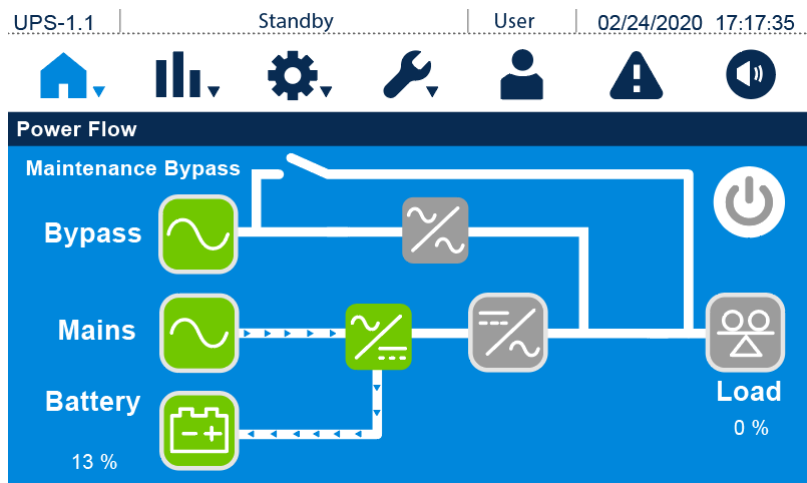 UPS-1.1 Standby User 02/24/2020 17:17:35
Power Flow
Maintenance Bypass
Bypass
Mains
Battery
13 %
Load
0 %